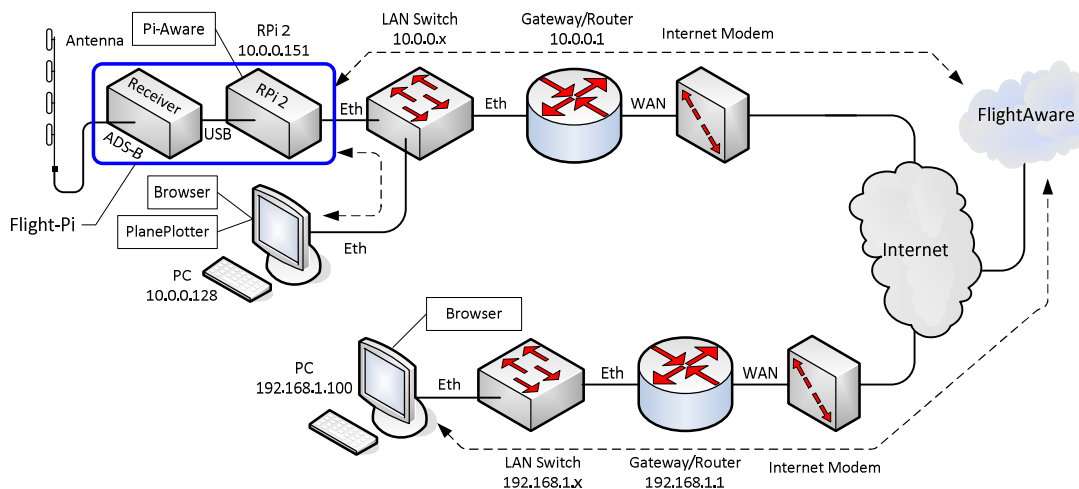 Antenna
Pi-Aware
RPi 2
10.0.0.151
LAN Switch
10.0.0.x
Gateway/Router
10.0.0.1
Internet Modem
Receiver
RPi 2
ADS-B
USB
Eth
Eth
WAN
FlightAware
Flight-Pi
Browser
PlanePlotter
Eth
PC
10.0.0.128
Internet
Browser
PC
192.168.1.100
Eth
Eth
WAN
LAN Switch
192.168.1.x
Gateway/Router
192.168.1.1
Internet Modem